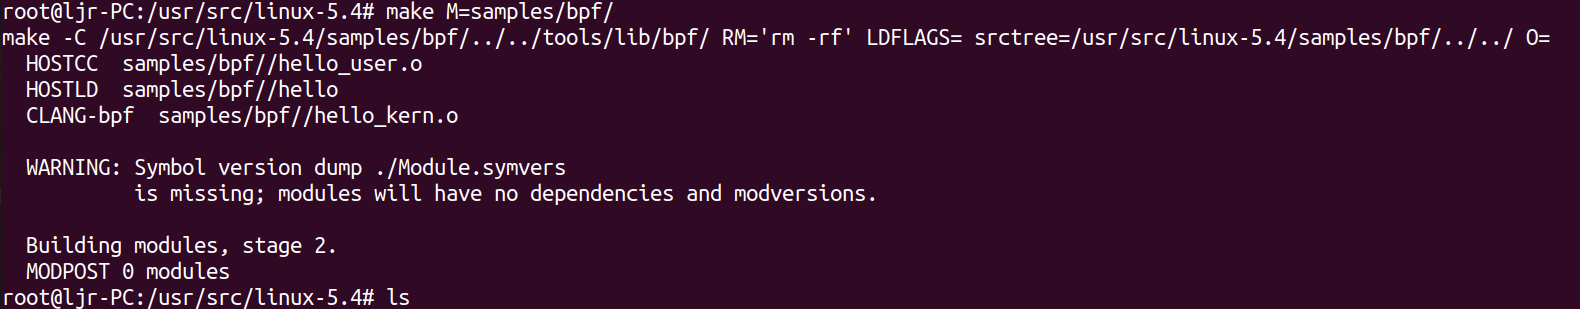 root@ljr-PC:/usr/src/linux-5.4# make M=samples/bpf/
make -C /usr/src/linux-5.4/samples/bpf/../../tools/lib/bpf/ RM='rm -rf' LDFLAGS= srctree=/usr/src/linux-5.4/samples/bpf/../../ O=
  HOSTCC  samples/bpf//hello_user.o
  HOSTLD  samples/bpf//hello
  CLANG-bpf  samples/bpf//hello_kern.o
  WARNING: Symbol version dump ./Module.symvers
           is missing; modules will have no dependencies and modversions.
  Building modules, stage 2.
  MODPOST 0 modules
root@ljr-PC:/usr/src/linux-5.4# ls